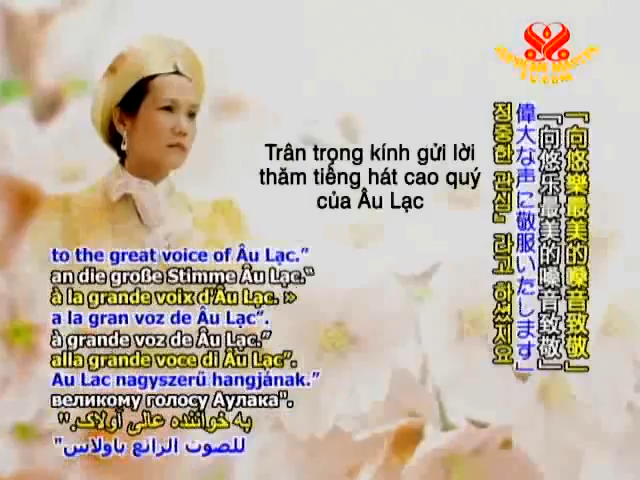 SUPREME MASTER
TV.COM
Trân trọng kính gửi lời
thăm tiếng hát cao quý
của Âu Lạc
「向悠樂最美的嗓音致敬」
「向悠乐最美的嗓音致敬」
偉大な声に敬服いたします」
정중한 관심』라고 하셨지요
to the great voice of Âu Lạc.”
an die große Stimme Âu Lạc.“
à la grande voix d’Âu Lạc. »
a la gran voz de Âu Lạc”.
à grande voz de Âu Lạc”.
alla grande voce di Âu Lạc”.
Au Lac nagyszerű hangjának.”
великому голосу Аулака".
به خواننده عالی آولاک."
للصوت الرائع باولاس"